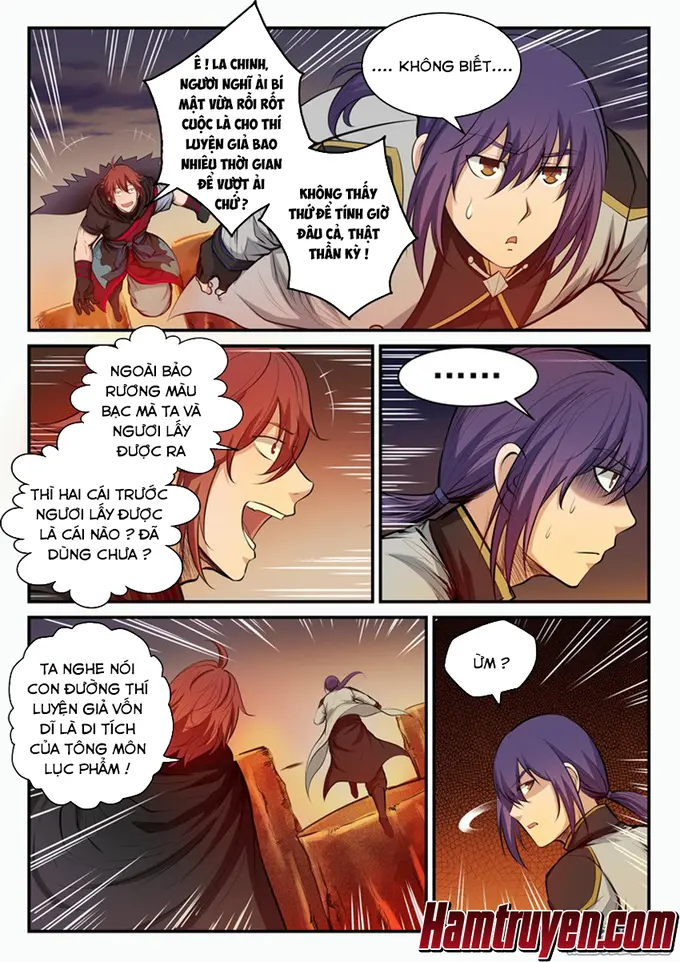 Ê ! LA CHINH,
NGƯƠI NGHĨ ẢI BÍ
MẬT VỪA RỒI RỐT
CUỘC LÀ CHO THÍ
LUYỆN GIẢ BAO
NHIÊU THỜI GIAN
ĐỂ VƯỢT ẢI
CHỨ ?
.... KHÔNG BIẾT....
KHÔNG THẤY
THỨ ĐỂ TÍNH GIỜ
ĐÂU CẢ, THẬT
THẦN KỲ !
NGOÀI BẢO
RƯƠNG MÀU
BẠC MÀ TA VÀ
NGƯƠI LẤY
ĐƯỢC RA
THÌ HAI CÁI TRƯỚC
NGƯƠI LẤY ĐƯỢC
LÀ CÁI NÀO ? ĐÃ
DÙNG CHƯA ?
......
TA NGHE NÓI
CON ĐƯỜNG THÍ
LUYỆN GIẢ VỐN
DĨ LÀ DI TÍCH
CỦA TÔNG MÔN
LỤC PHẨM !
ỪM ?
Hamtruyen.com